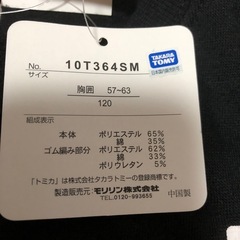 No. 10T364SM
TAKARA
TOMY
サイズ
胸囲 57~63
120
組成表示
本体 ポリエステル 65%
綿 35%
ゴム編み部分 ポリエステル 62%
綿 33%
ポリウレタン 5%
「トミカ」は株式会社タカラトミーの登録商標です。
製造販売元:モリリン株式会社 中国製
TEL.0120-993655